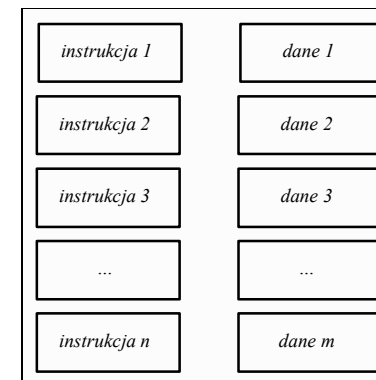 instrukcja 1 dane 1
instrukcja 2 dane 2
instrukcja 3 dane 3
... ...
instrukcja n dane m